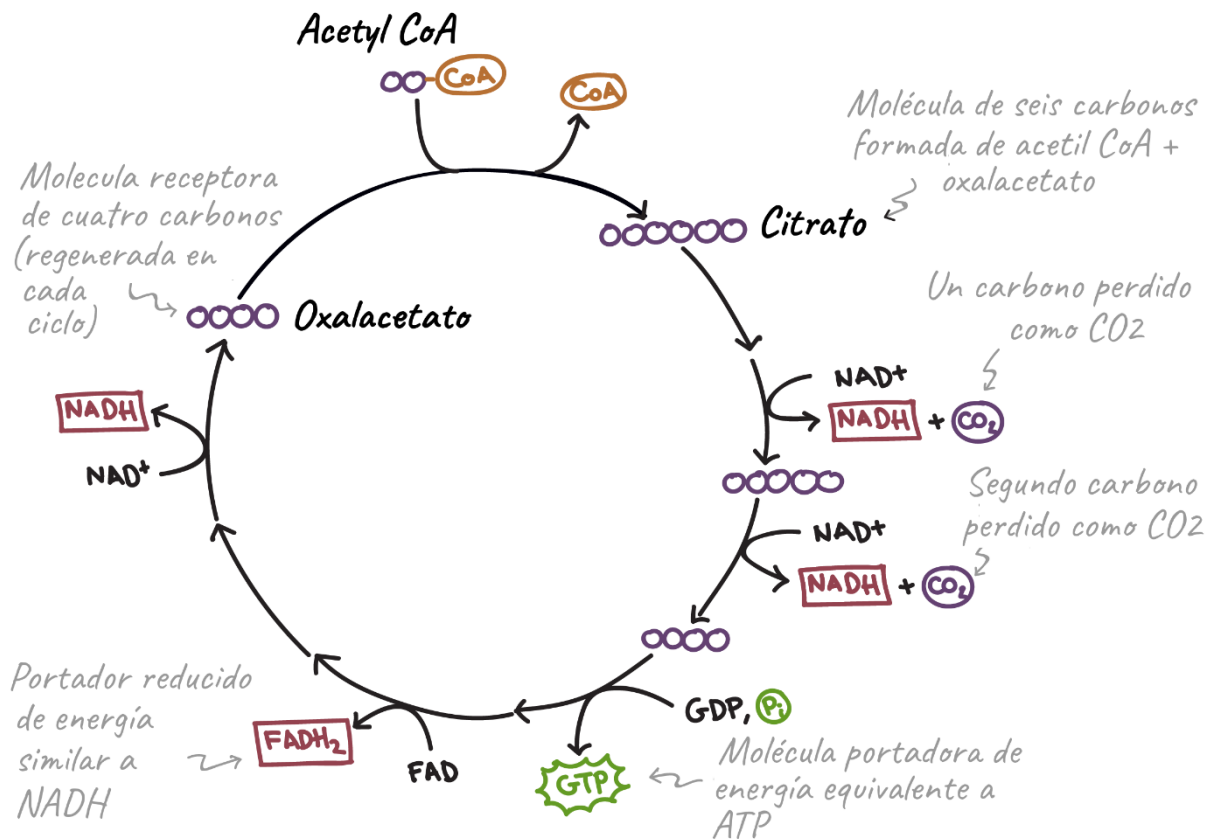 Acetyl CoA
CoA
CoA
Molécula de seis carbonos
formada de acetil CoA +
oxalacetato
Citrato
Molecula receptora
de cuatro carbonos
(regenerada en
cada
ciclo)
Oxalacetato
Un carbono perdido
como CO2
NAD+
NADH + CO₂
Segundo carbono
perdido como CO2
NAD+
NADH + CO₂
GDP, Pi
GTP
Molécula portadora de
energía equivalente a
ATP
FAD
FADH₂
Portador reducido
de energía
similar a
NADH
NAD+
NADH